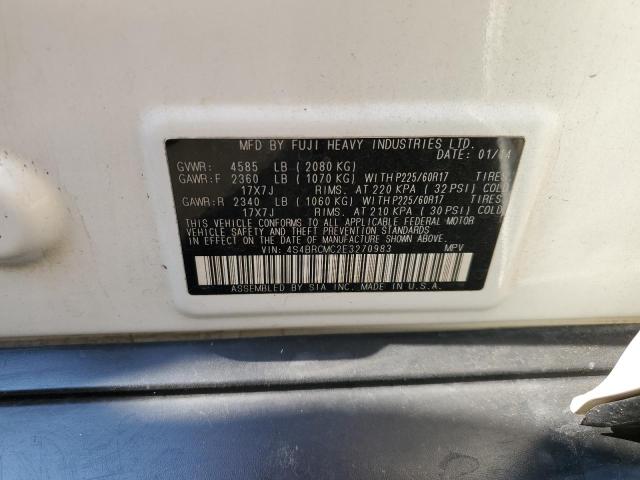 MFD BY FUJI HEAVY INDUSTRIES LTD.
DATE: 01/14
GVWR: 4585 LB (2080 KG)
GAWR:F 2360 LB (1070 KG) WITH P225/60R17 TIRES
17X7J RIMS. AT 220 KPA (32 PSI) COLD
GAWR:R 2340 LB (1060 KG) WITH P225/60R17 TIRES
17X7J RIMS. AT 210 KPA (30 PSI) COLD
THIS VEHICLE CONFORMS TO ALL APPLICABLE FEDERAL MOTOR
VEHICLE SAFETY AND THEFT PREVENTION STANDARDS
IN EFFECT ON THE DATE OF MANUFACTURE SHOWN ABOVE.
VIN: 4S4BRCMC2E3270983 MPV
ASSEMBLED BY SIA INC. MADE IN U.S.A.